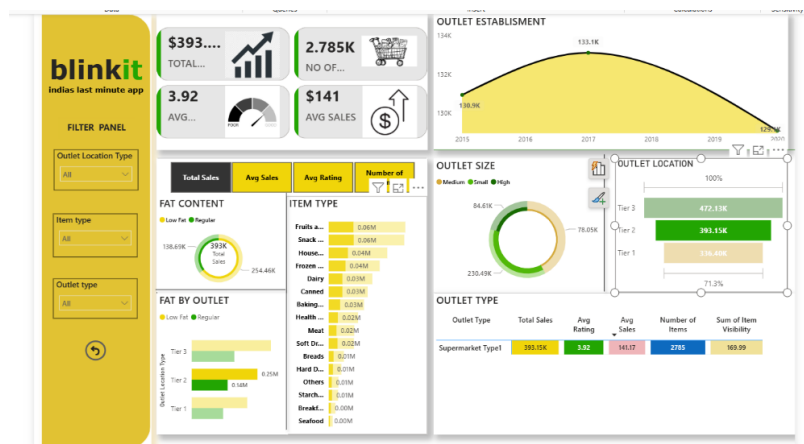 blinkit
indias last minute app
FILTER PANEL
Outlet Location Type
All
Item type
All
Outlet type
All
$393....
TOTAL...
2.785K
NO OF...
3.92
AVG...
$141
AVG SALES
Total Sales
Avg Sales
Avg Rating
Number of
FAT CONTENT
Low Fat Regular
138.69K
393K
Total
Sales
254.46K
FAT BY OUTLET
Low Fat Regular
Outlet Location Type
Tier 3
Tier 2
0.25M
0.14M
Tier 1
ITEM TYPE
Fruits a... 0.06M
Snack ... 0.06M
House... 0.04M
Frozen ... 0.04M
Dairy 0.03M
Canned 0.03M
Baking... 0.03M
Health ... 0.02M
Meat 0.02M
Soft Dr... 0.02M
Breads 0.01M
Hard D... 0.01M
Others 0.01M
Starch... 0.01M
Breakf... 0.00M
Seafood 0.00M
OUTLET ESTABLISMENT
134K
132K
130K
130.9K
133.1K
2015 2016 2017 2018 2019 2020
OUTLET SIZE
Medium Small High
84.61K
78.05K
230.49K
OUTLET LOCATION
100%
Tier 3 472.13K
Tier 2 393.15K
Tier 1
71.3%
OUTLET TYPE
Outlet Type Total Sales Avg Rating Avg Sales Number of Items Sum of Item Visibility
Supermarket Type1 393.15K 3.92 141.17 2785 169.99